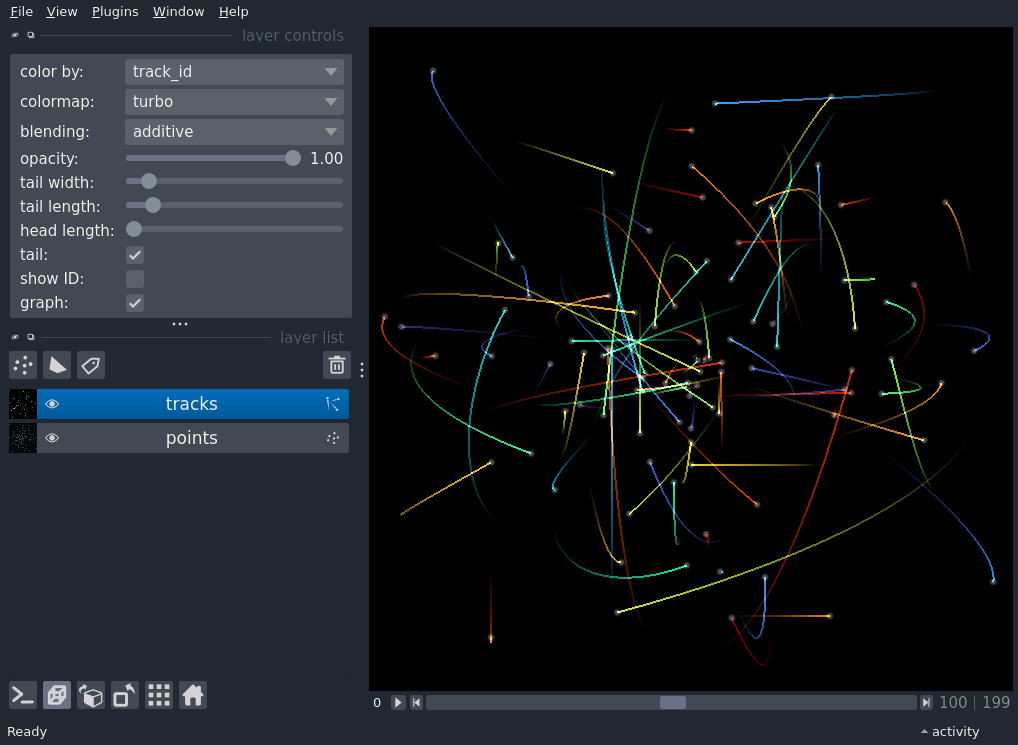 File View Plugins Window Help
layer controls
color by: track_id
colormap: turbo
blending: additive
opacity: 1.00
tail width:
tail length:
head length:
tail:
show ID:
graph:
layer list
tracks
points
0 100 | 199
Ready activity